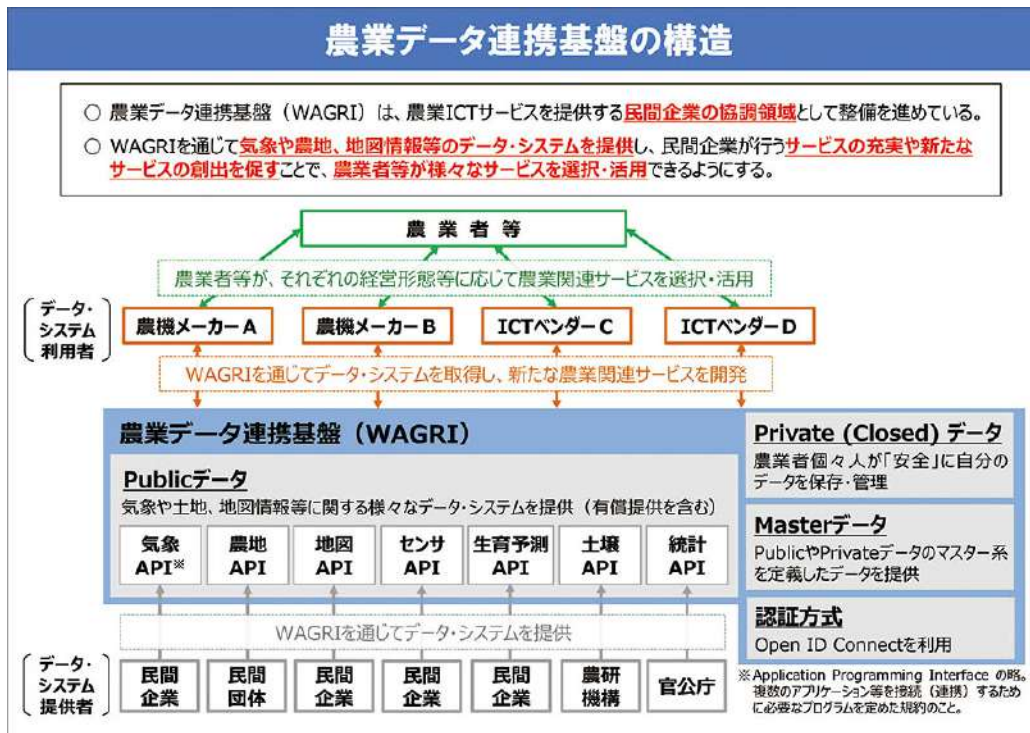 農業データ連携基盤の構造
○ 農業データ連携基盤（WAGRI）は、農業ICTサービスを提供する民間企業の協調領域として整備を進めている。
○ WAGRIを通じて気象や農地、地図情報等のデータ・システムを提供し、民間企業が行うサービスの充実や新たな
サービスの創出を促すことで、農業者等が様々なサービスを選択・活用できるようにする。
農業者等
農業者等が、それぞれの経営形態等に応じて農業関連サービスを選択・活用
データ・
システム
利用者
農機メーカーA
農機メーカーB
ICTベンダーC
ICTベンダーD
WAGRIを通じてデータ・システムを取得し、新たな農業関連サービスを開発
農業データ連携基盤（WAGRI）
Publicデータ
気象や土地、地図情報等に関する様々なデータ・システムを提供（有償提供を含む）
気象
API※
農地
API
地図
API
センサ
API
生育予測
API
土壌
API
統計
API
Private (Closed) データ
農業者個々人が「安全」に自分の
データを保存・管理
Masterデータ
PublicやPrivateデータのマスター系
を定義したデータを提供
認証方式
Open ID Connectを利用
WAGRIを通じてデータ・システムを提供
データ・
システム
提供者
民間
企業
民間
団体
民間
企業
民間
企業
民間
企業
農研
機構
官公庁
※Application Programming Interface の略。
複数のアプリケーション等を接続（連携）するため
に必要なプログラムを定めた規約のこと。